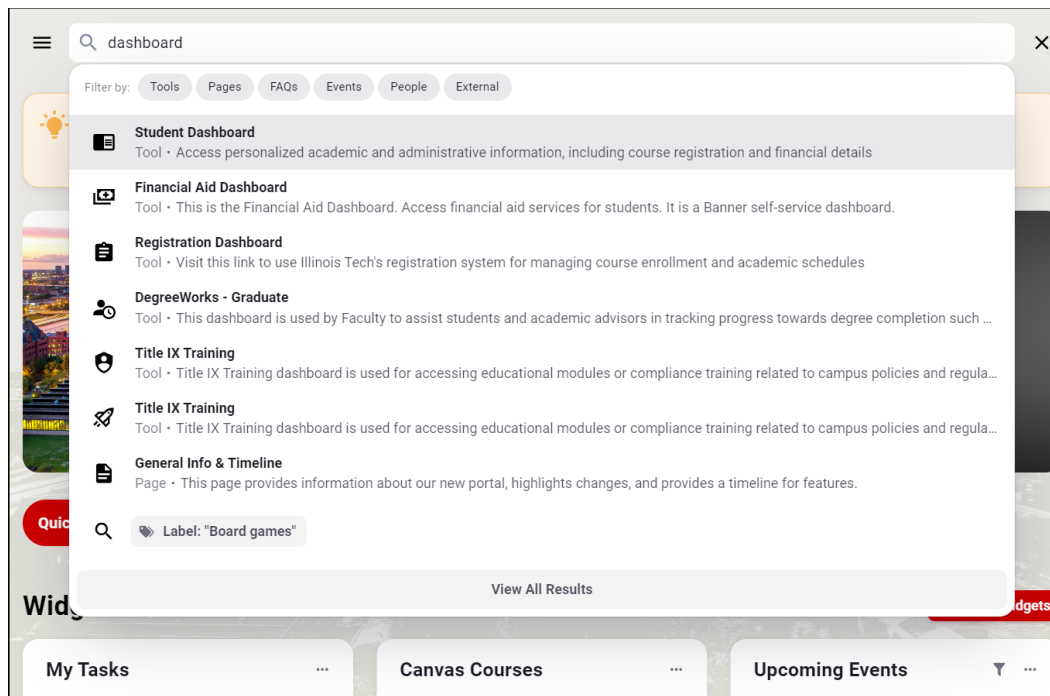 dashboard
Filter by: Tools Pages FAQs Events People External
Student Dashboard
Tool • Access personalized academic and administrative information, including course registration and financial details
Financial Aid Dashboard
Tool • This is the Financial Aid Dashboard. Access financial aid services for students. It is a Banner self-service dashboard.
Registration Dashboard
Tool • Visit this link to use Illinois Tech's registration system for managing course enrollment and academic schedules
DegreeWorks - Graduate
Tool • This dashboard is used by Faculty to assist students and academic advisors in tracking progress towards degree completion such ...
Title IX Training
Tool • Title IX Training dashboard is used for accessing educational modules or compliance training related to campus policies and regula...
Title IX Training
Tool • Title IX Training dashboard is used for accessing educational modules or compliance training related to campus policies and regula...
General Info & Timeline
Page • This page provides information about our new portal, highlights changes, and provides a timeline for features.
Quic
Label: "Board games"
View All Results
Widg
dgets
My Tasks
Canvas Courses
Upcoming Events